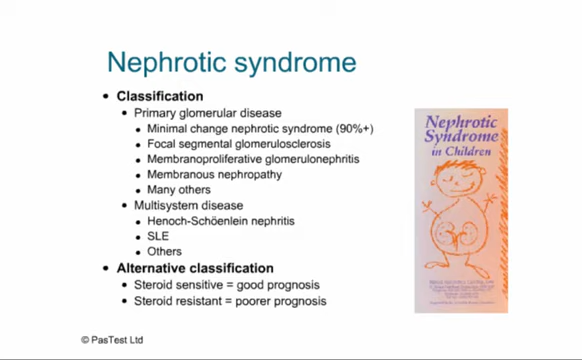 Nephrotic syndrome
• Classification
• Primary glomerular disease
• Minimal change nephrotic syndrome (90%+)
• Focal segmental glomerulosclerosis
• Membranoproliferative glomerulonephritis
• Membranous nephropathy
• Many others
• Multisystem disease
• Henoch-Schöenlein nephritis
• SLE
• Others
• Alternative classification
• Steroid sensitive = good prognosis
• Steroid resistant = poorer prognosis
Nephrotic
Syndrome
in Children
© PasTest Ltd